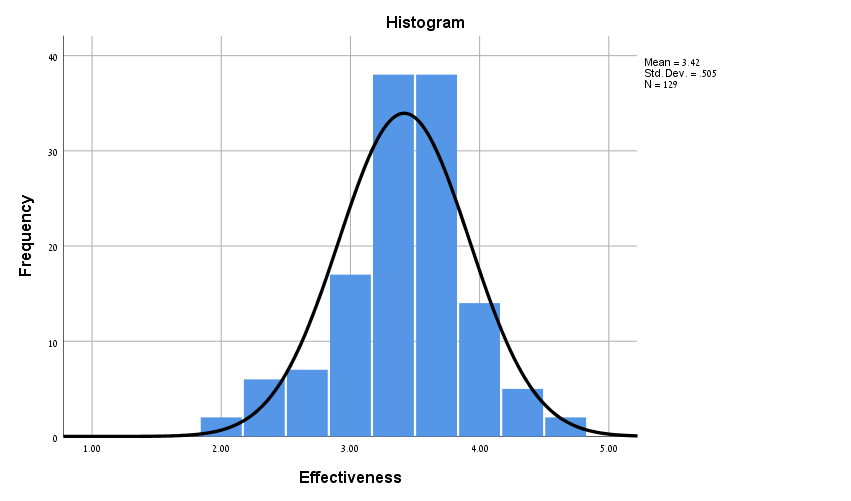 Histogram
Mean = 3.42
Std. Dev. = .505
N = 129
40
30
20
10
0
Frequency
1.00 2.00 3.00 4.00 5.00
Effectiveness